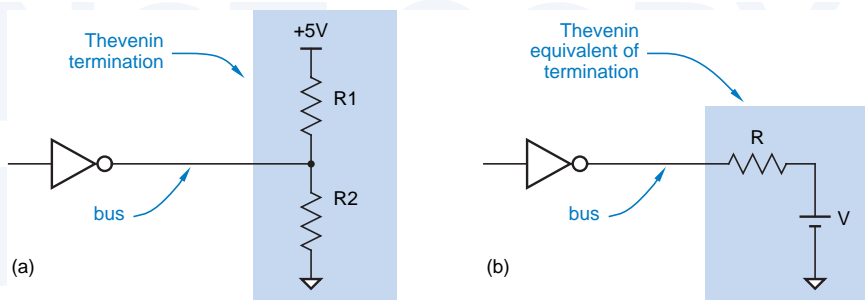 Thevenin
termination
+5V
R1
R2
bus
(a)
Thevenin
equivalent of
termination
R
V
bus
(b)